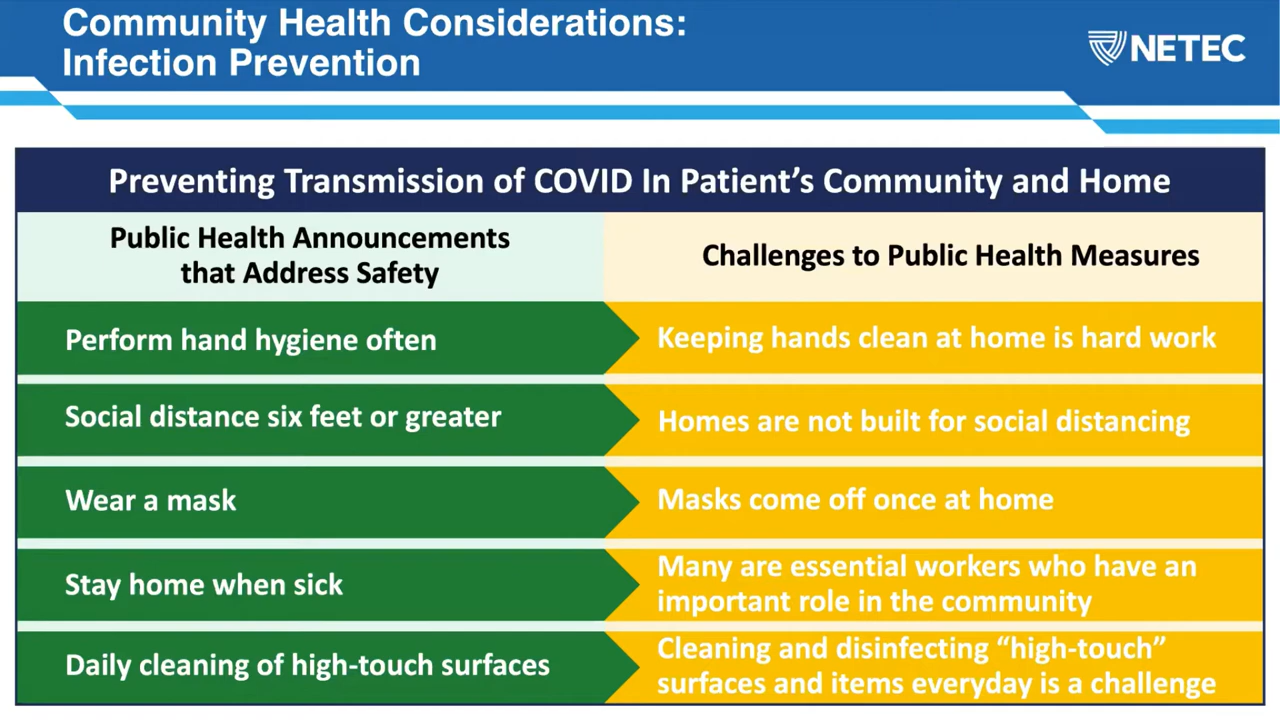 Community Health Considerations:
Infection Prevention
NETEC
Preventing Transmission of COVID In Patient's Community and Home
Public Health Announcements
that Address Safety
Challenges to Public Health Measures
Perform hand hygiene often
Keeping hands clean at home is hard work
Social distance six feet or greater
Homes are not built for social distancing
Wear a mask
Masks come off once at home
Stay home when sick
Many are essential workers who have an
important role in the community
Daily cleaning of high-touch surfaces
Cleaning and disinfecting “high-touch”
surfaces and items everyday is a challenge